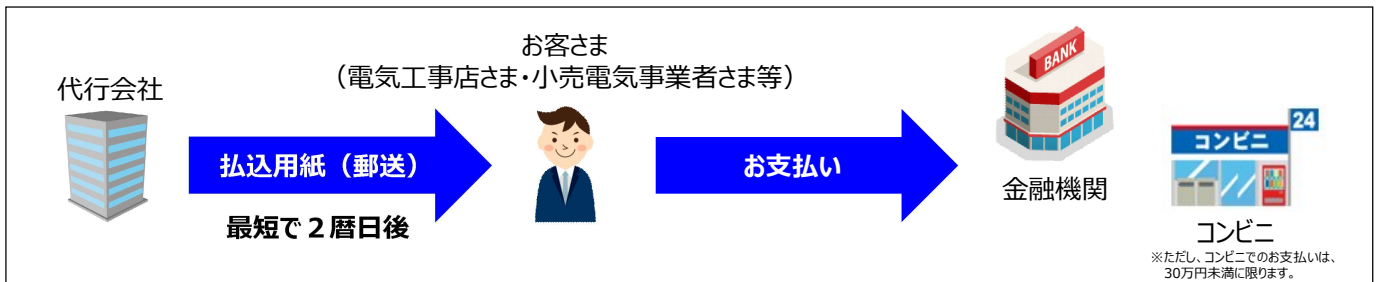 お客さま
（電気工事店さま・小売電気事業者さま等）
代行会社
払込用紙（郵送）
最短で２暦日後
お支払い
BANK
金融機関
24
コンビニ
コンビニ
※ただし、コンビニでのお支払いは、
30万円未満に限ります。